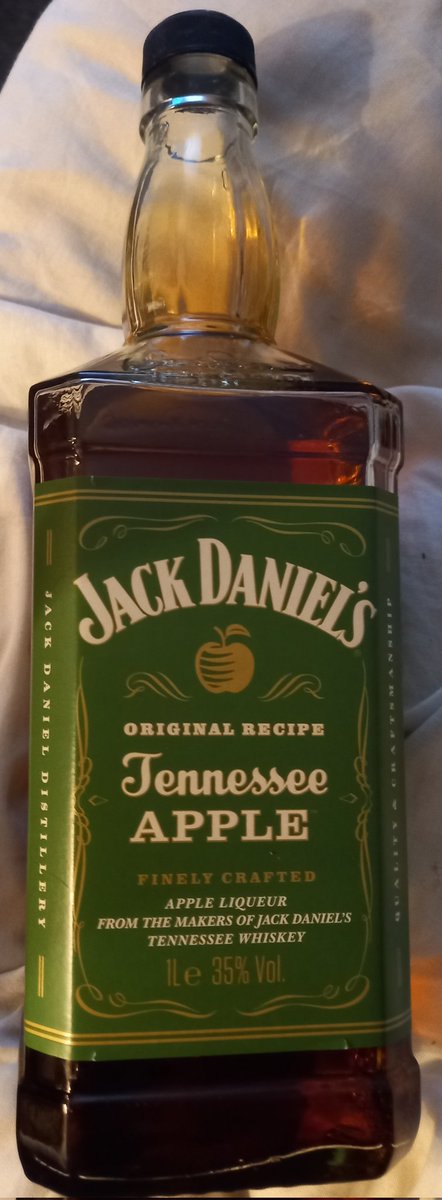 JACK DANIEL'S
ORIGINAL RECIPE
Tennessee
APPLE
FINELY CRAFTED
APPLE LIQUEUR
FROM THE MAKERS OF JACK DANIEL'S
TENNESSEE WHISKEY
1L e 35% Vol.
JACK DANIEL DISTILLERY
QUALITY & CRAFTSMANSHIP